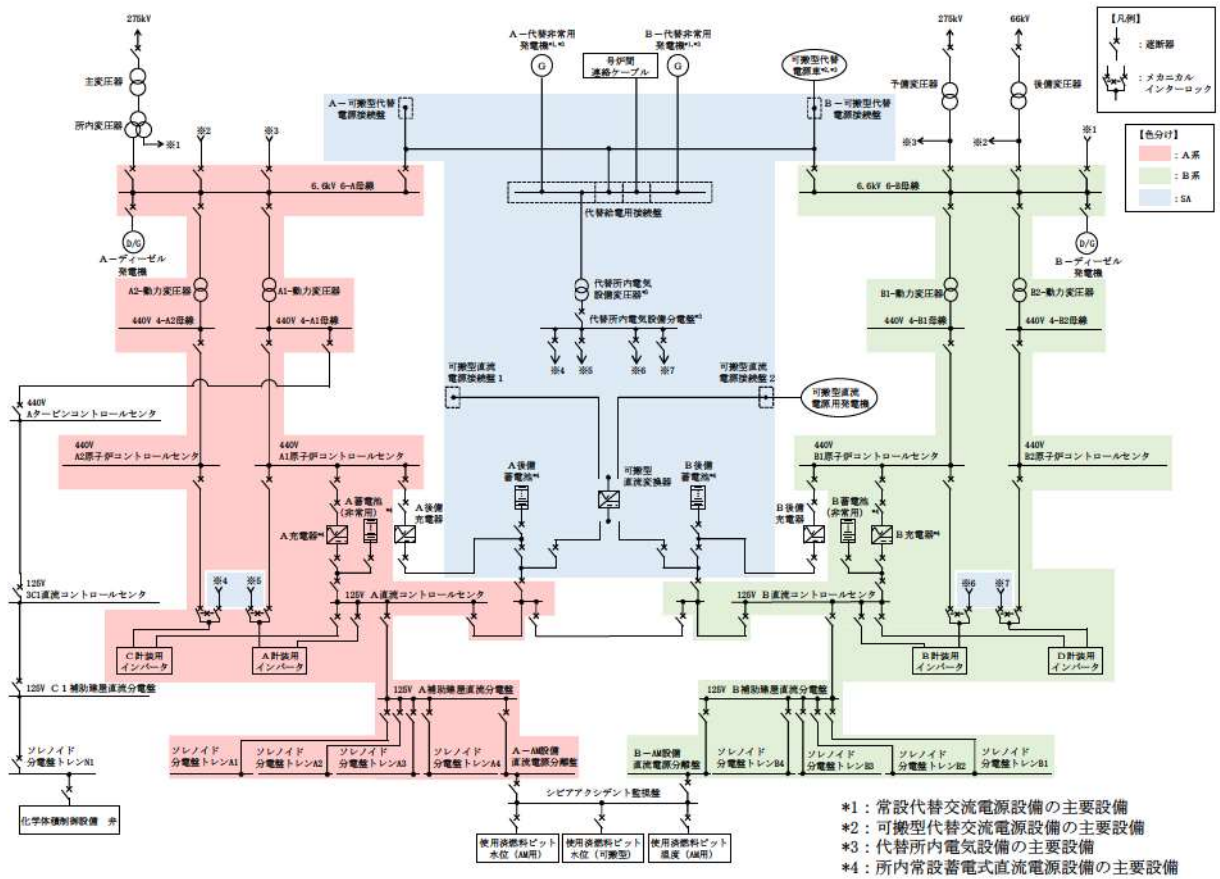 275kV
主変圧器
所内変圧器
※1
※2
※3
A－代替非常用
発電機*1,*3
G
号炉間
連絡ケーブル
B－代替非常用
発電機*1,*3
G
可搬型代替
電源車*2,*3
275kV
66kV
予備変圧器
後備変圧器
※3
※2
※1
【凡例】
：遮断器
：メカニカル
インターロック
【色分け】
：A系
：B系
：SA
A－可搬型代替
電源接続盤
B－可搬型代替
電源接続盤
6.6kV 6-A母線
代替給電用接続盤
6.6kV 6-B母線
D/G
A－ディーゼル
発電機
D/G
B－ディーゼル
発電機
A2-動力変圧器
A1-動力変圧器
代替所内電気
設備変圧器*3
B1-動力変圧器
B2-動力変圧器
440V 4-A2母線
440V 4-A1母線
代替所内電気設備分電盤*3
440V 4-B1母線
440V 4-B2母線
※4
※5
※6
※7
可搬型直流
電源接続盤1
可搬型直流
電源接続盤2
可搬型直流
電源用発電機
440V
Aタービンコントロールセンタ
440V
A2原子炉コントロールセンタ
440V
A1原子炉コントロールセンタ
440V
B1原子炉コントロールセンタ
440V
B2原子炉コントロールセンタ
A充電器*4
A蓄電池
(非常用)
*4
A後備
充電器
A後備
蓄電池*4
可搬型
直流変換器
B後備
蓄電池*4
B後備
充電器
B蓄電池
(非常用)
*4
B充電器*4
125V
3C1直流コントロールセンタ
※4
※5
125V A直流コントロールセンタ
125V B直流コントロールセンタ
※6
※7
C計装用
インバータ
A計装用
インバータ
B計装用
インバータ
D計装用
インバータ
125V C1補助建屋直流分電盤
125V A補助建屋直流分電盤
125V B補助建屋直流分電盤
ソレノイド
分電盤トレンN1
ソレノイド
分電盤トレンA1
ソレノイド
分電盤トレンA2
ソレノイド
分電盤トレンA3
ソレノイド
分電盤トレンA4
A－AM設備
直流電源分離盤
B－AM設備
直流電源分離盤
ソレノイド
分電盤トレンB4
ソレノイド
分電盤トレンB3
ソレノイド
分電盤トレンB2
ソレノイド
分電盤トレンB1
シビアアクシデント監視盤
化学体積制御設備 弁
使用済燃料ピット
水位(AM用)
使用済燃料ピット
水位(可搬型)
使用済燃料ピット
温度(AM用)
*1：常設代替交流電源設備の主要設備
*2：可搬型代替交流電源設備の主要設備
*3：代替所内電気設備の主要設備
*4：所内常設蓄電式直流電源設備の主要設備